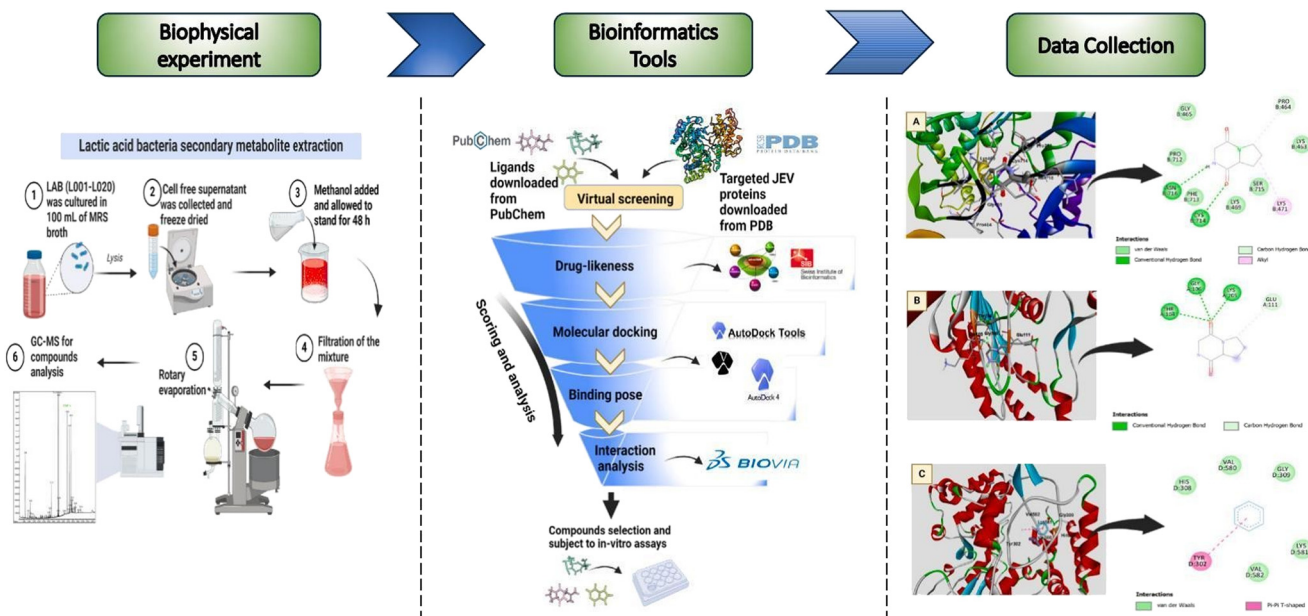 Biophysical
experiment
Bioinformatics
Tools
Data Collection
Lactic acid bacteria secondary metabolite extraction
1
LAB (L001-L020)
was cultured in
100 mL of MRS
broth
Lysis
2
Cell free supernatant
was collected and
freeze dried
3
Methanol added
and allowed to
stand for 48 h
4
Filtration of the
mixture
5
Rotary
evaporation
6
GC-MS for
compounds
analysis
PubChem
PDB
Ligands
downloaded
from
PubChem
Virtual screening
Targeted JEV
proteins
downloaded
from PDB
Drug-likeness
SIB
Swiss Institute of
Bioinformatics
Molecular docking
AutoDock Tools
Binding pose
AutoDock 4
Interaction
analysis
BIOVIA
Scoring and analysis
Compounds selection and
subject to in-vitro assays
A
GLY
B:465
PRO
B:464
LYS
B:463
PRO
B:712
PHE
B:713
SER
B:715
LYS
B:469
LYS
B:471
Interactions
van der Waals
Conventional Hydrogen Bond
Carbon Hydrogen Bond
Alkyl
B
GLU
A:111
Interactions
Conventional Hydrogen Bond
Carbon Hydrogen Bond
C
VAL
D:580
GLY
D:309
HIS
D:308
LYS
D:581
TYR
D:302
VAL
D:582
Interactions
van der Waals
Pi-Pi T-shaped